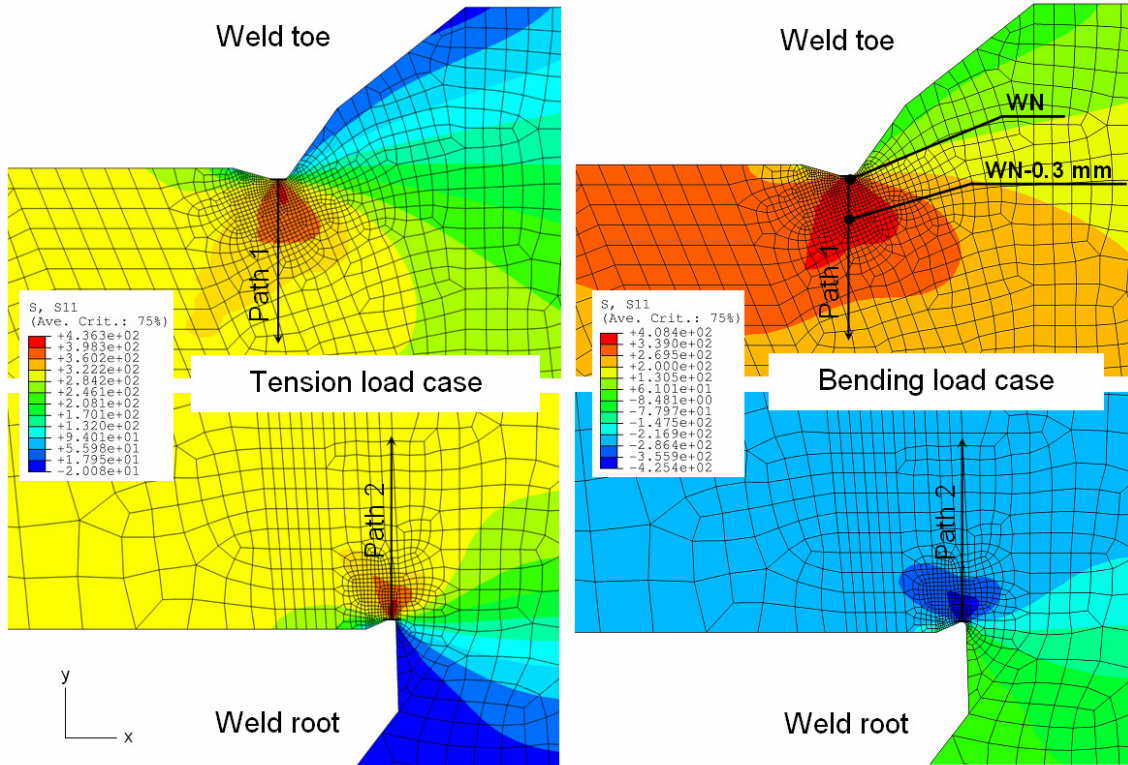 Weld toe
Path 1
S, S11
(Ave. Crit.: 75%)
+4.363e+02
+3.983e+02
+3.602e+02
+3.222e+02
+2.842e+02
+2.461e+02
+2.081e+02
+1.701e+02
+1.320e+02
+9.401e+01
+5.598e+01
+1.795e+01
-2.008e+01
Tension load case
Path 2
Weld root
y
x
Weld toe
WN
WN-0.3 mm
Path 1
S, S11
(Ave. Crit.: 75%)
+4.084e+02
+3.390e+02
+2.695e+02
+2.000e+02
+1.305e+02
+6.101e+01
-8.481e+00
-7.797e+01
-1.475e+02
-2.169e+02
-2.864e+02
-3.559e+02
-4.254e+02
Bending load case
Path 2
Weld root